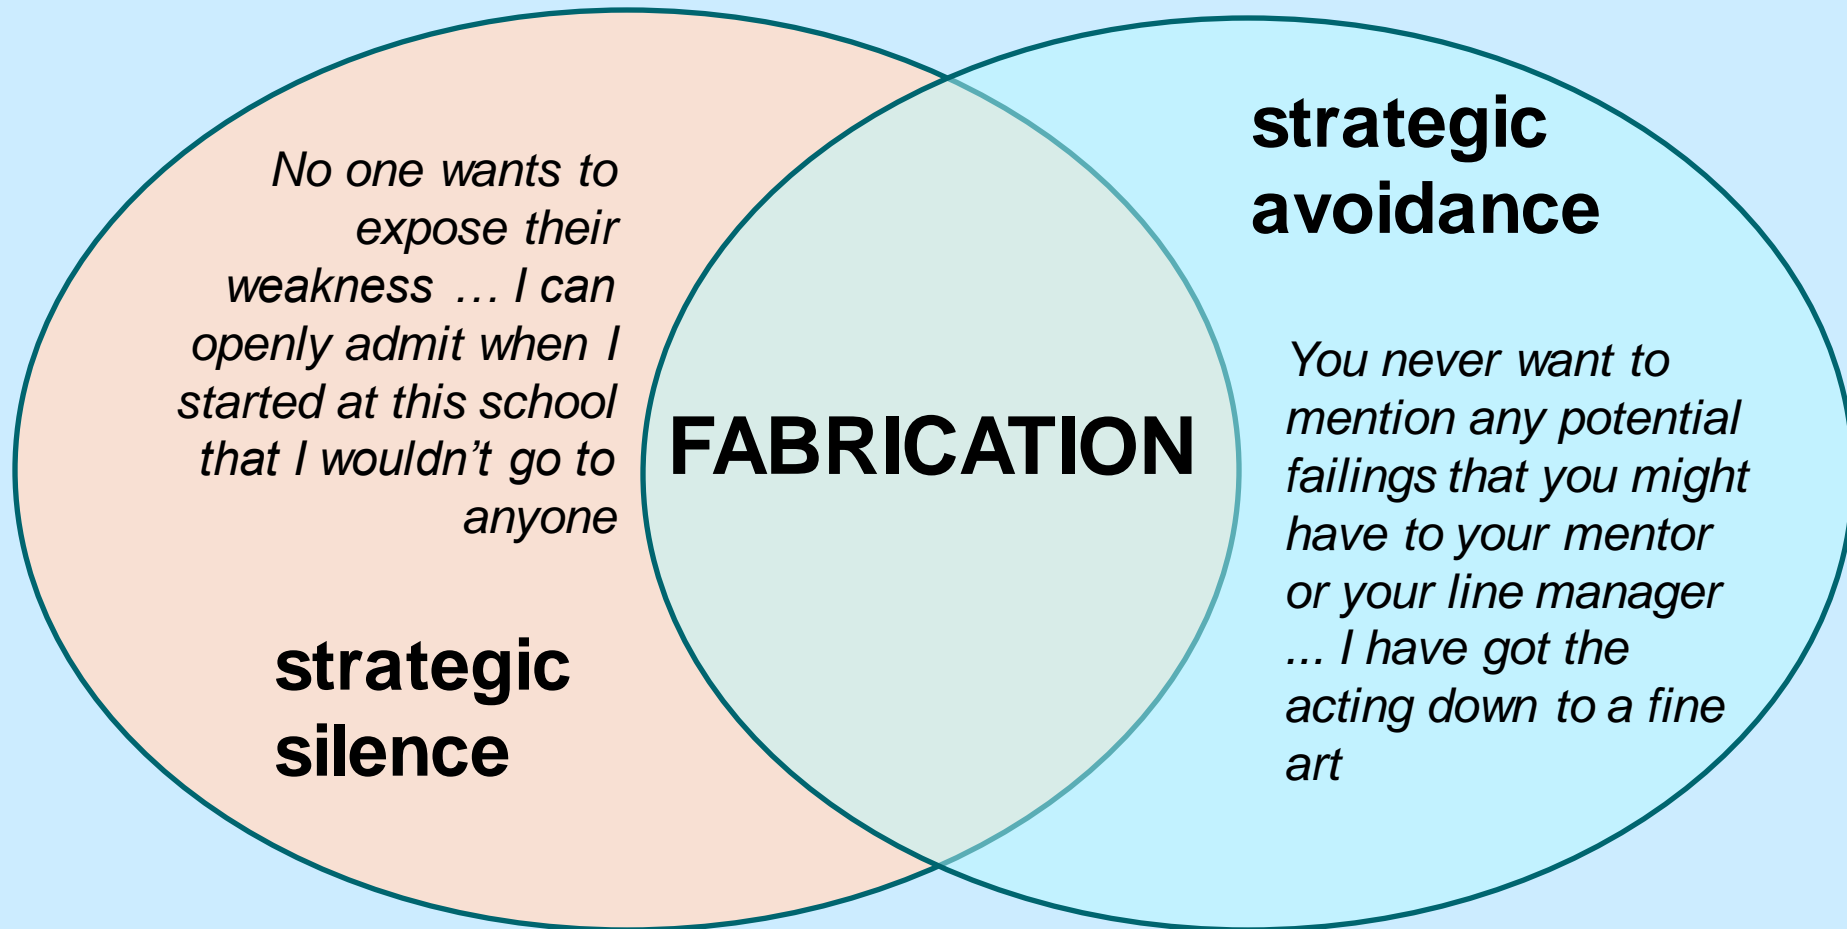 No one wants to
expose their
weakness … I can
openly admit when I
started at this school
that I wouldn’t go to
anyone
strategic
silence
FABRICATION
strategic
avoidance
You never want to
mention any potential
failings that you might
have to your mentor
or your line manager
... I have got the
acting down to a fine
art